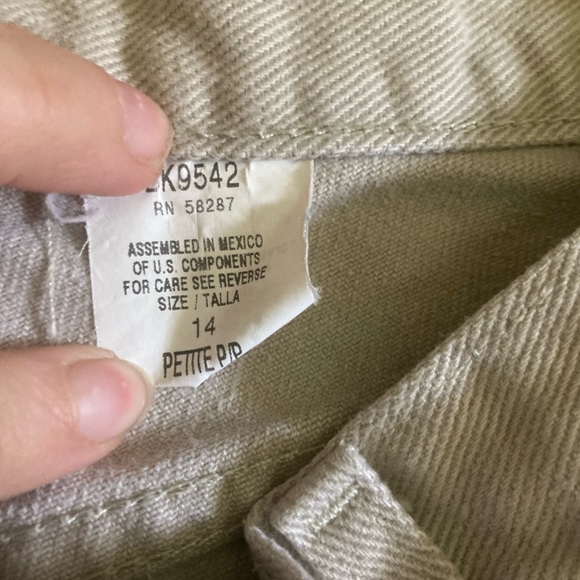 K9542
RN 58287
ASSEMBLED IN MEXICO
OF U.S. COMPONENTS
FOR CARE SEE REVERSE
SIZE / TALLA
14
PETITE P/P